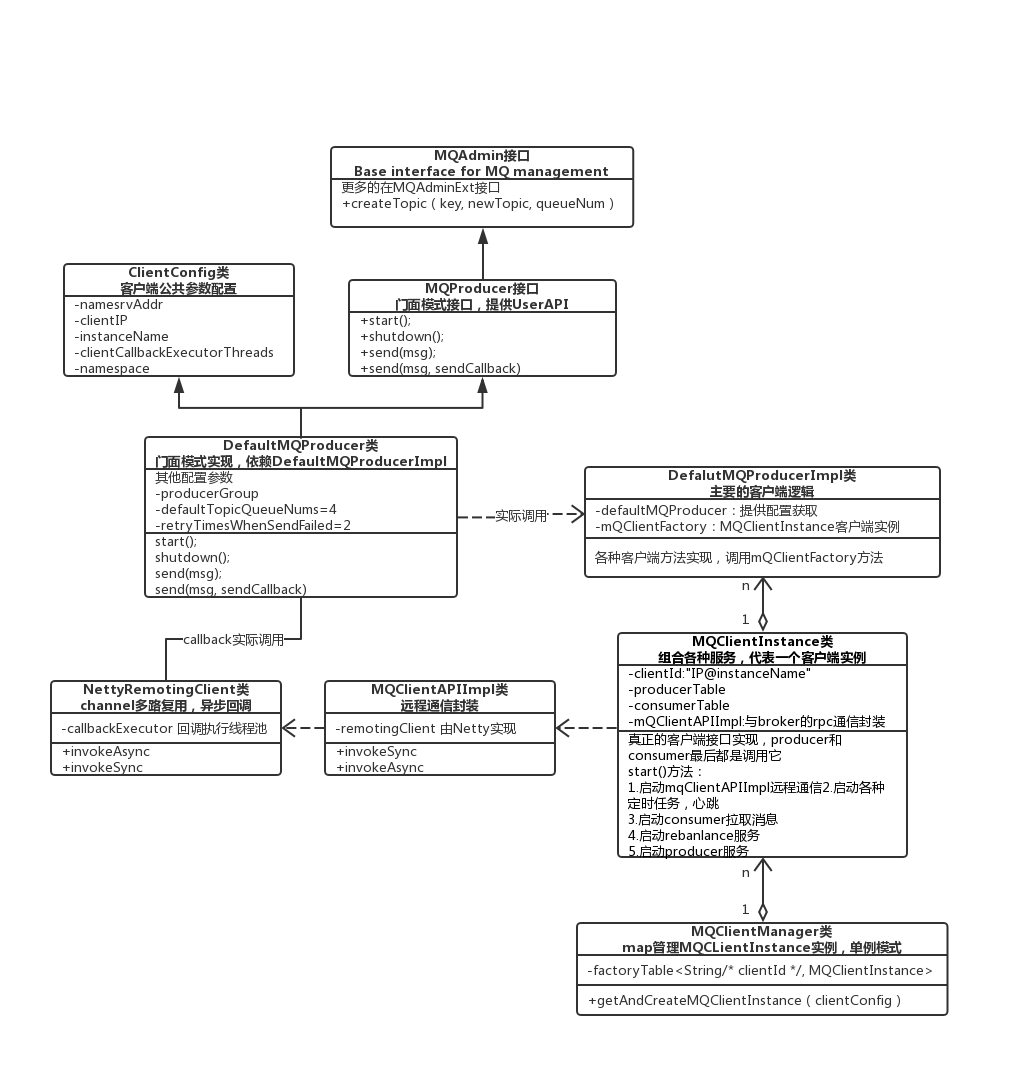 MQAdmin接口
Base interface for MQ management
更多的在MQAdminExt接口
+createTopic（key, newTopic, queueNum）
ClientConfig类
客户端公共参数配置
-namesrvAddr
-clientIP
-instanceName
-clientCallbackExecutorThreads
-namespace
MQProducer接口
门面模式接口，提供UserAPI
+start();
+shutdown();
+send(msg);
+send(msg, sendCallback)
DefaultMQProducer类
门面模式实现，依赖DefaultMQProducerImpl
其他配置参数
-producerGroup
-defaultTopicQueueNums=4
-retryTimesWhenSendFailed=2
start();
shutdown();
send(msg);
send(msg, sendCallback)
实际调用
DefalutMQProducerImpl类
主要的客户端逻辑
-defaultMQProducer：提供配置获取
-mQClientFactory：MQClientInstance客户端实例
各种客户端方法实现，调用mQClientFactory方法
n
1
callback实际调用
MQClientInstance类
组合各种服务，代表一个客户端实例
-clientId:"IP@instanceName"
-producerTable
-consumerTable
-mQClientAPIImpl:与broker的rpc通信封装
真正的客户端接口实现，producer和
consumer最后都是调用它
start()方法：
1.启动mqClientAPIImpl远程通信2.启动各种
定时任务，心跳
3.启动consumer拉取消息
4.启动rebanlance服务
5.启动producer服务
NettyRemotingClient类
channel多路复用，异步回调
-callbackExecutor 回调执行线程池
+invokeAsync
+invokeSync
MQClientAPIImpl类
远程通信封装
-remotingClient 由Netty实现
+invokeSync
+invokeAsync
n
1
MQClientManager类
map管理MQCLientInstance实例，单例模式
-factoryTable<String/* clientId */, MQClientInstance>
+getAndCreateMQClientInstance（clientConfig）